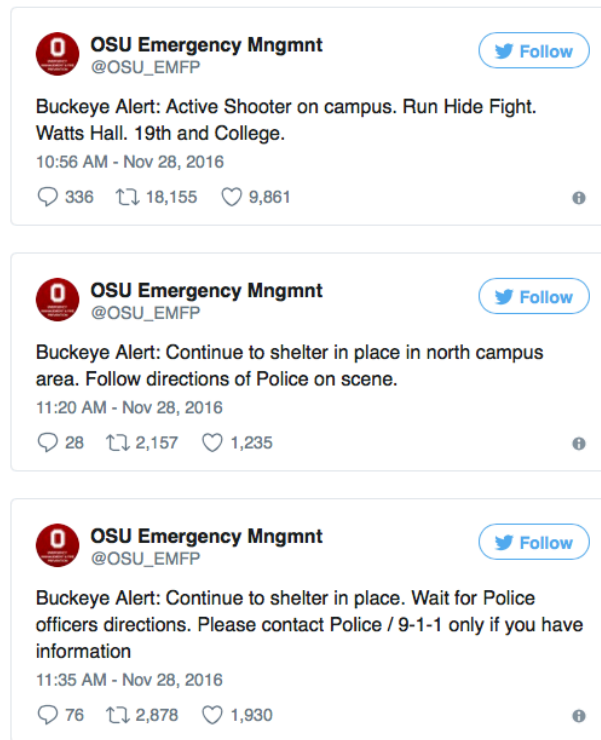 OSU Emergency Mngmnt
@OSU_EMFP
Follow
Buckeye Alert: Active Shooter on campus. Run Hide Fight.
Watts Hall. 19th and College.
10:56 AM - Nov 28, 2016
336 18,155 9,861
OSU Emergency Mngmnt
@OSU_EMFP
Follow
Buckeye Alert: Continue to shelter in place in north campus
area. Follow directions of Police on scene.
11:20 AM - Nov 28, 2016
28 2,157 1,235
OSU Emergency Mngmnt
@OSU_EMFP
Follow
Buckeye Alert: Continue to shelter in place. Wait for Police
officers directions. Please contact Police / 9-1-1 only if you have
information
11:35 AM - Nov 28, 2016
76 2,878 1,930